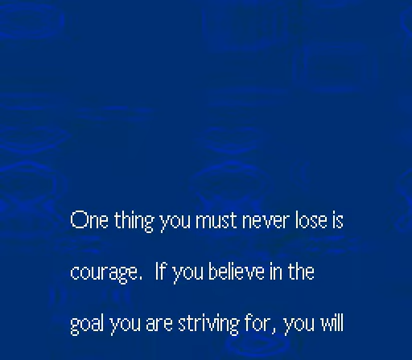 One thing you must never lose is
courage. If you believe in the
goal you are striving for, you will